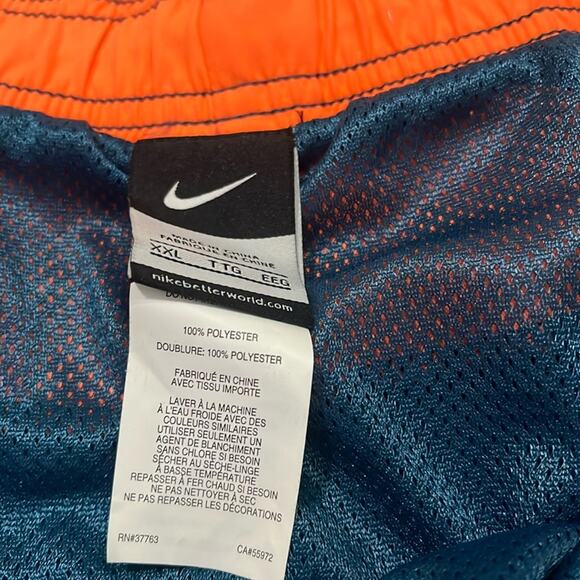 MADE IN CHINA
FABRIQUE EN CHINE
XXL TTG EEG
nikebetterworld.com
100% POLYESTER
DOUBLURE: 100% POLYESTER
FABRIQUÉ EN CHINE
AVEC TISSU IMPORTE
LAVER À LA MACHINE
À L'EAU FROIDE AVEC DES
COULEURS SIMILAIRES
UTILISER SEULEMENT UN
AGENT DE BLANCHIMENT
SANS CHLORE SI BESOIN
SÉCHER AU SÈCHE-LINGE
À BASSE TEMPÉRATURE
REPASSER À FER CHAUD SI BESOIN
NE PAS NETTOYER À SEC
NE PAS REPASSER LES DÉCORATIONS
RN#37763 CA#55972